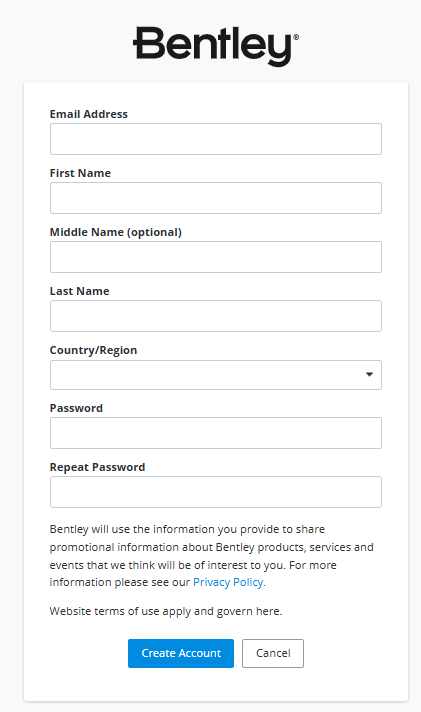 Bentley®
Email Address
First Name
Middle Name (optional)
Last Name
Country/Region
Password
Repeat Password
Bentley will use the information you provide to share
promotional information about Bentley products, services and
events that we think will be of interest to you. For more
information please see our Privacy Policy.
Website terms of use apply and govern here.
Create Account Cancel